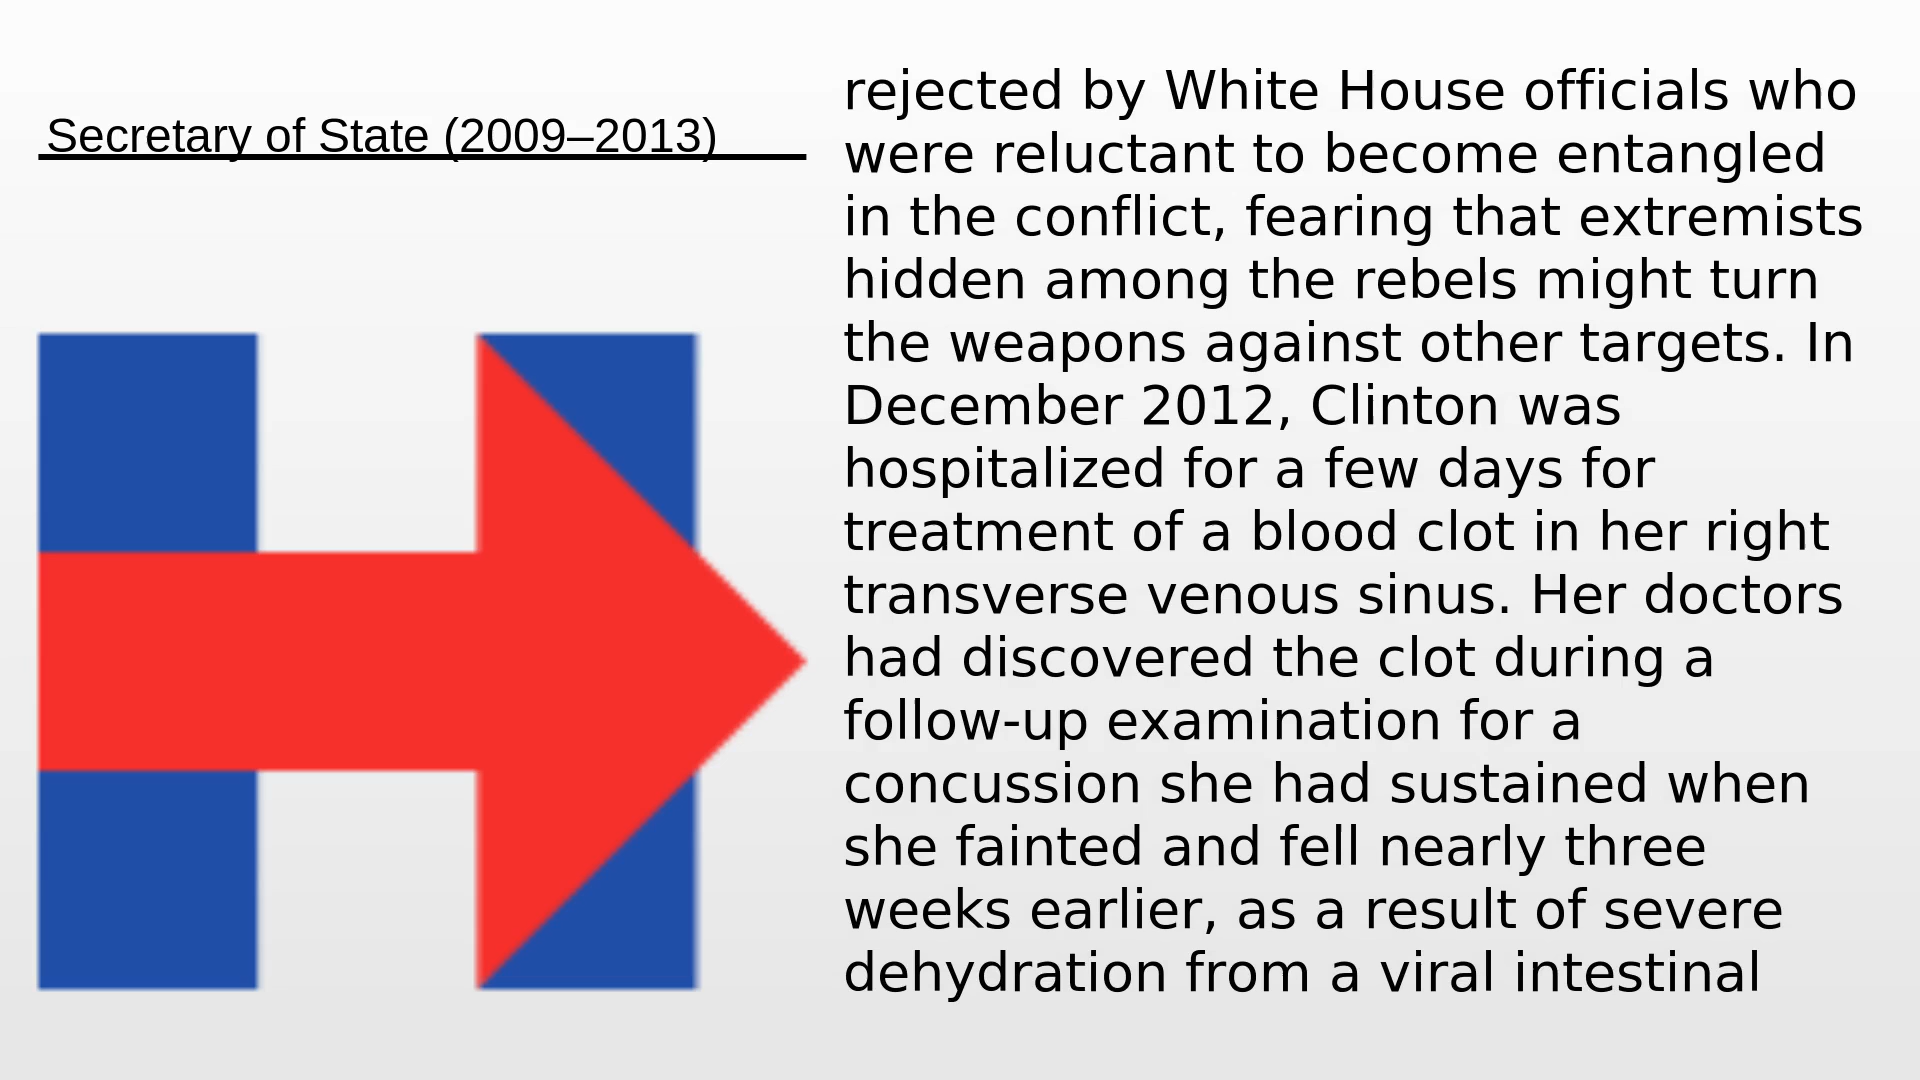 Secretary of State (2009–2013)
rejected by White House officials who
were reluctant to become entangled
in the conflict, fearing that extremists
hidden among the rebels might turn
the weapons against other targets. In
December 2012, Clinton was
hospitalized for a few days for
treatment of a blood clot in her right
transverse venous sinus. Her doctors
had discovered the clot during a
follow-up examination for a
concussion she had sustained when
she fainted and fell nearly three
weeks earlier, as a result of severe
dehydration from a viral intestinal